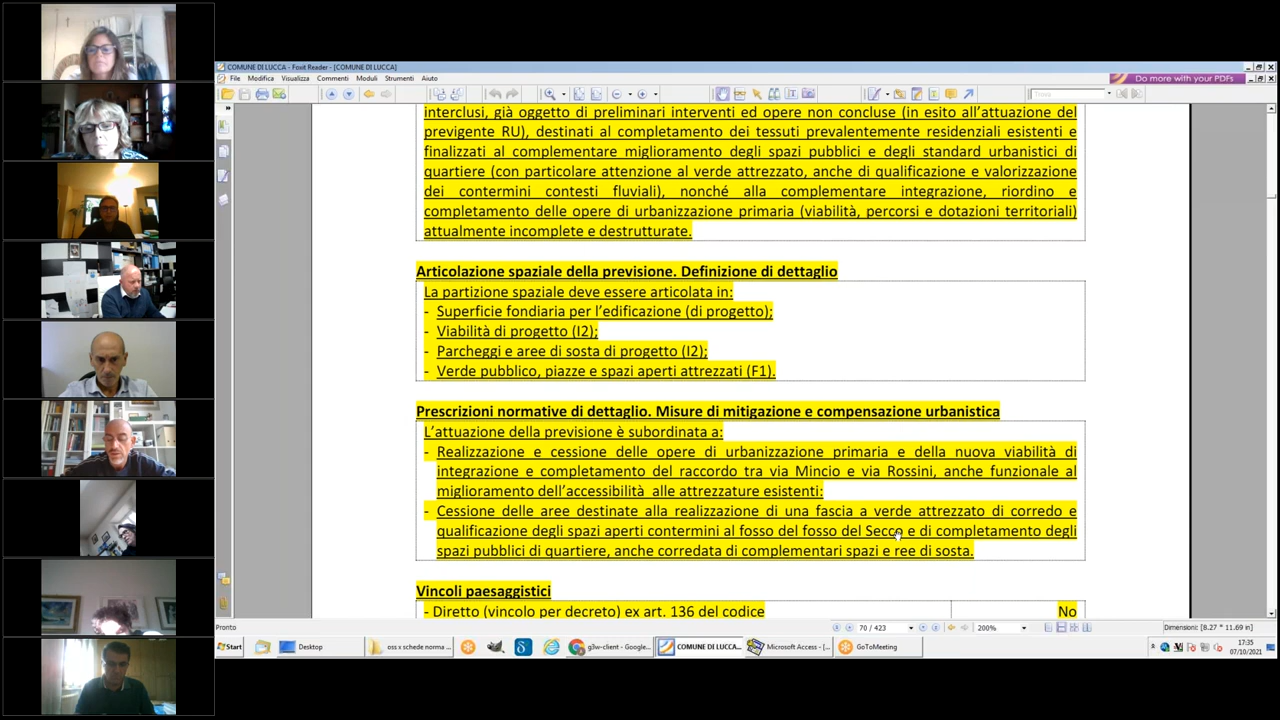 COMUNE DI LUCCA - Foxit Reader - [COMUNE DI LUCCA]
File Modifica Visualizza Commenti Moduli Strumenti Aiuto
Do more with your PDFs
Trova
interclusi, già oggetto di preliminari interventi ed opere non concluse (in esito all'attuazione del
previgente RU), destinati al completamento dei tessuti prevalentemente residenziali esistenti e
finalizzati al complementare miglioramento degli spazi pubblici e degli standard urbanistici di
quartiere (con particolare attenzione al verde attrezzato, anche di qualificazione e valorizzazione
dei contermini contesti fluviali), nonché alla complementare integrazione, riordino e
completamento delle opere di urbanizzazione primaria (viabilità, percorsi e dotazioni territoriali)
attualmente incomplete e destrutturate.
Articolazione spaziale della previsione. Definizione di dettaglio
La partizione spaziale deve essere articolata in:
- Superficie fondiaria per l'edificazione (di progetto);
- Viabilità di progetto (I2);
- Parcheggi e aree di sosta di progetto (I2);
- Verde pubblico, piazze e spazi aperti attrezzati (F1).
Prescrizioni normative di dettaglio. Misure di mitigazione e compensazione urbanistica
L'attuazione della previsione è subordinata a:
- Realizzazione e cessione delle opere di urbanizzazione primaria e della nuova viabilità di
integrazione e completamento del raccordo tra via Mincio e via Rossini, anche funzionale al
miglioramento dell'accessibilità alle attrezzature esistenti:
- Cessione delle aree destinate alla realizzazione di una fascia a verde attrezzato di corredo e
qualificazione degli spazi aperti contermini al fosso del fosso del Secco e di completamento degli
spazi pubblici di quartiere, anche corredata di complementari spazi e ree di sosta.
Vincoli paesaggistici
- Diretto (vincolo per decreto) ex art. 136 del codice No
Pronto 70 / 423 200% Dimensioni: [8.27 * 11.69 in]
Start Desktop oss x schede norma ... g3w-client - Google... COMUNE DI LUCCA... Microsoft Access - [... GoToMeeting 17:35
07/10/2021